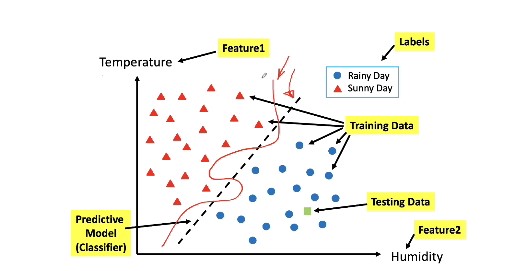 Labels
Feature1
Temperature
Rainy Day
Sunny Day
Training Data
Testing Data
Predictive
Model
(Classifier)
Feature2
Humidity